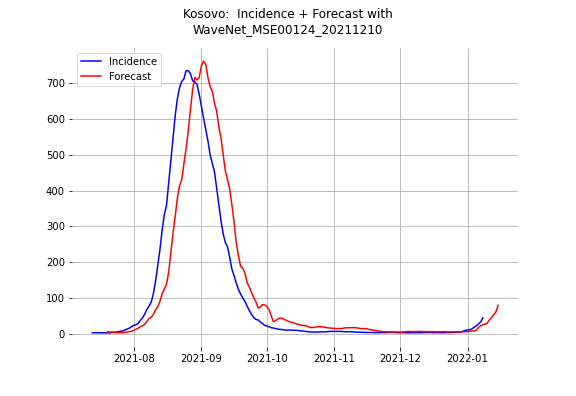 Kosovo:  Incidence + Forecast with
WaveNet_MSE00124_20211210
Incidence
Forecast
700
600
500
400
300
200
100
0
2021-08 2021-09 2021-10 2021-11 2021-12 2022-01